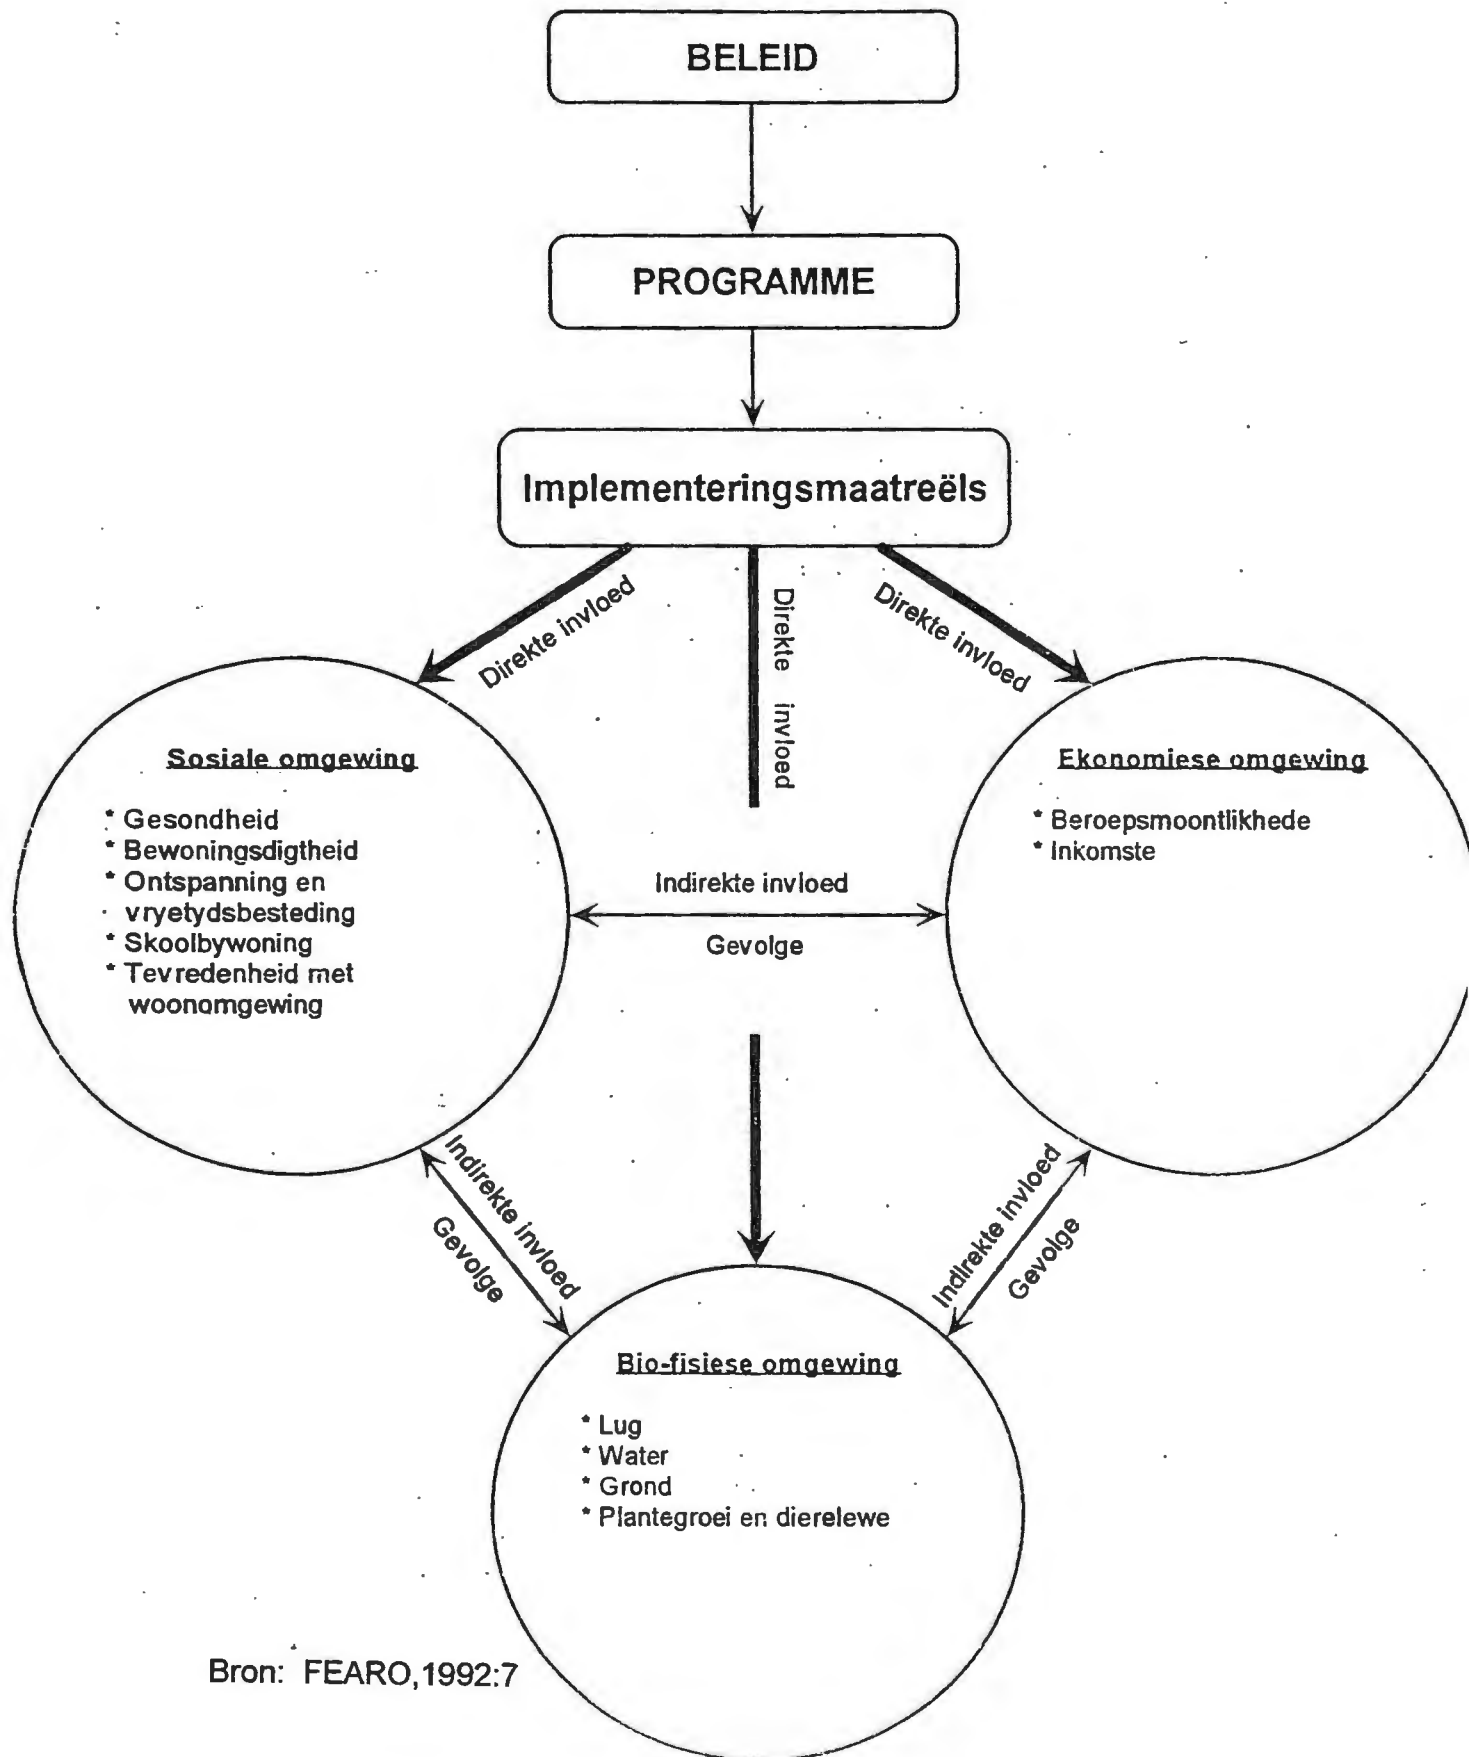 BELEID
PROGRAMME
Implementeringsmaatreëls
Direkte invloed
Direkte invloed
Direkte invloed
Sosiale omgewing
* Gesondheid
* Bewoningsdigtheid
* Ontspanning en
vryetydsbesteding
* Skoolbywoning
* Tevredenheid met
woonomgewing
Ekonomiese omgewing
* Beroepsmoontlikhede
* Inkomste
Indirekte invloed
Gevolge
Indirekte invloed
Gevolge
Indirekte invloed
Gevolge
Bio-fisiese omgewing
* Lug
* Water
* Grond
* Plantegroei en dierelewe
Bron: FEARO,1992:7